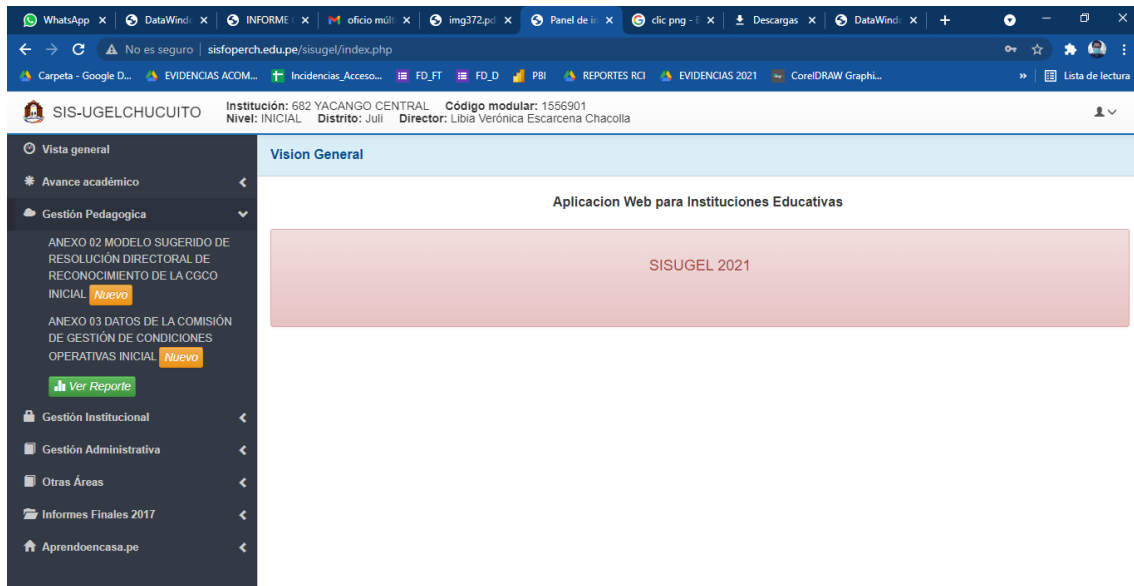 WhatsApp
DataWindo
INFORME
oficio múlt
img372.pd
Panel de in
clic png - B
Descargas
DataWindo
No es seguro | sisfoperch.edu.pe/sisugel/index.php
Carpeta - Google D...
EVIDENCIAS ACOM...
Incidencias_Acceso...
FD_FT
FD_D
PBI
REPORTES RCI
EVIDENCIAS 2021
CorelDRAW Graphi...
»
Lista de lectura
SIS-UGELCHUCUITO
Institución: 682 YACANGO CENTRAL Código modular: 1556901
Nivel: INICIAL Distrito: Juli Director: Libia Verónica Escarcena Chacolla
Vista general
Avance académico
Gestión Pedagogica
ANEXO 02 MODELO SUGERIDO DE
RESOLUCIÓN DIRECTORAL DE
RECONOCIMIENTO DE LA CGCO
INICIAL Nuevo
ANEXO 03 DATOS DE LA COMISIÓN
DE GESTIÓN DE CONDICIONES
OPERATIVAS INICIAL Nuevo
Ver Reporte
Gestión Institucional
Gestión Administrativa
Otras Áreas
Informes Finales 2017
Aprendoencasa.pe
Vision General
Aplicacion Web para Instituciones Educativas
SISUGEL 2021